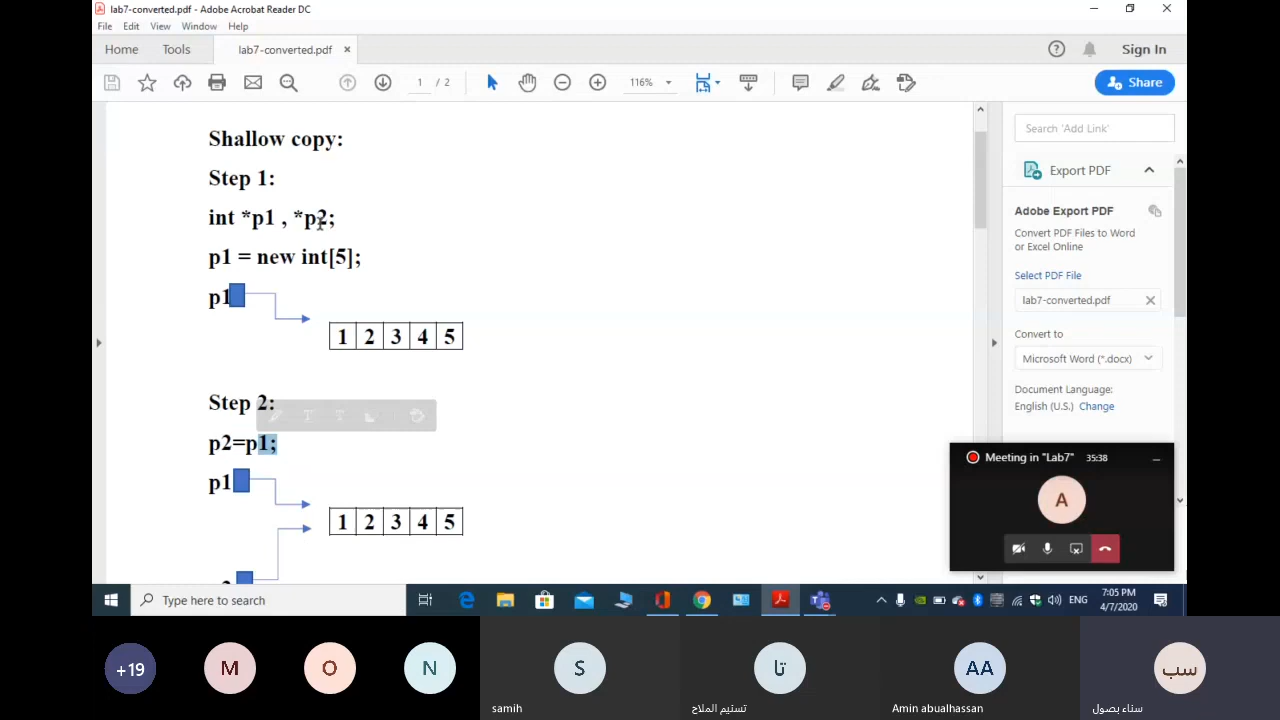 lab7-converted.pdf - Adobe Acrobat Reader DC
File Edit View Window Help
Home Tools lab7-converted.pdf ×
Sign In
1 / 2
116%
Share
Shallow copy:
Step 1:
int *p1 , *p2;
p1 = new int[5];
p1
1 2 3 4 5
Step 2:
p2=p1;
p1
1 2 3 4 5
Search 'Add Link'
Export PDF
Adobe Export PDF
Convert PDF Files to Word
or Excel Online
Select PDF File
lab7-converted.pdf
Convert to
Microsoft Word (*.docx)
Document Language:
English (U.S.) Change
Meeting in "Lab7" 35:38
A
Type here to search
ENG
7:05 PM
4/7/2020
+19
M
O
N
S
samih
تا
تسنيم الملاح
AA
Amin abualhassan
سب
سناء بصول